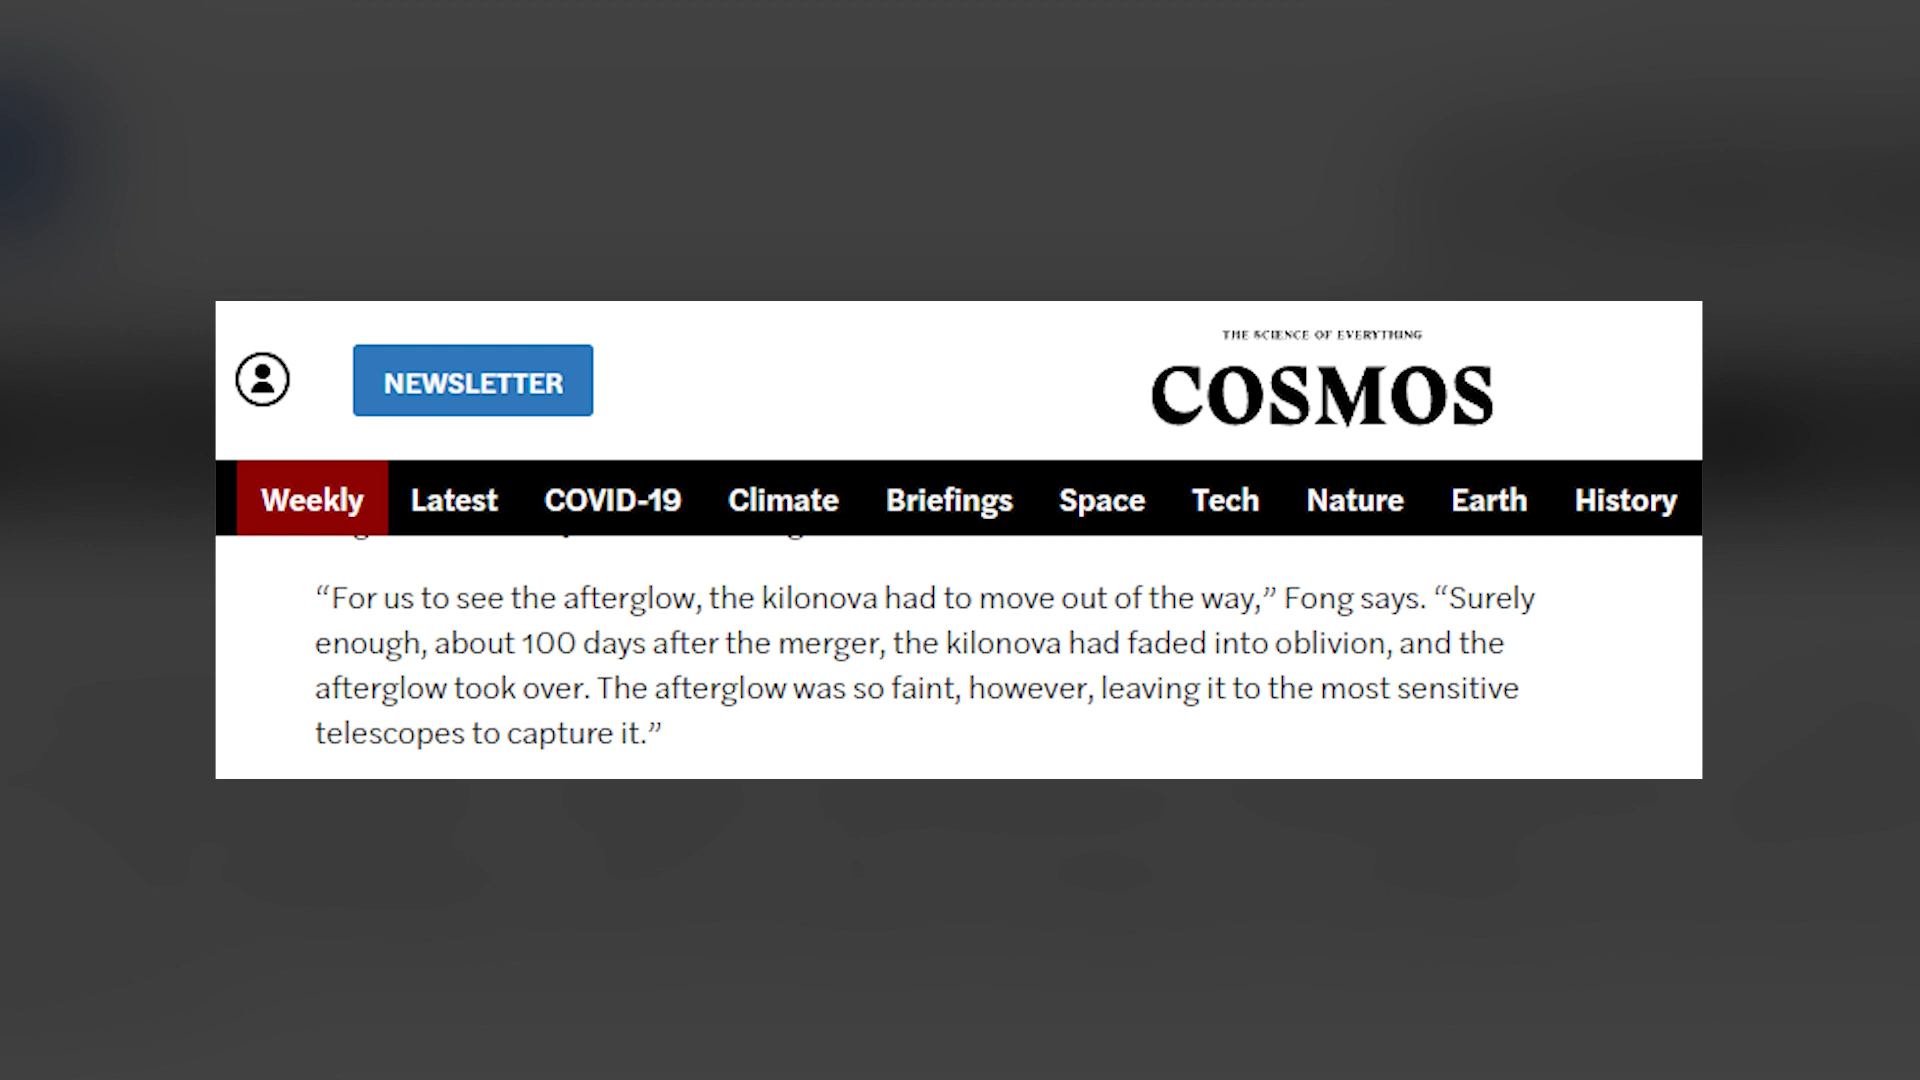 THE SCIENCE OF EVERYTHING
NEWSLETTER
COSMOS
Weekly Latest COVID-19 Climate Briefings Space Tech Nature Earth History
“For us to see the afterglow, the kilonova had to move out of the way,” Fong says. “Surely
enough, about 100 days after the merger, the kilonova had faded into oblivion, and the
afterglow took over. The afterglow was so faint, however, leaving it to the most sensitive
telescopes to capture it.”